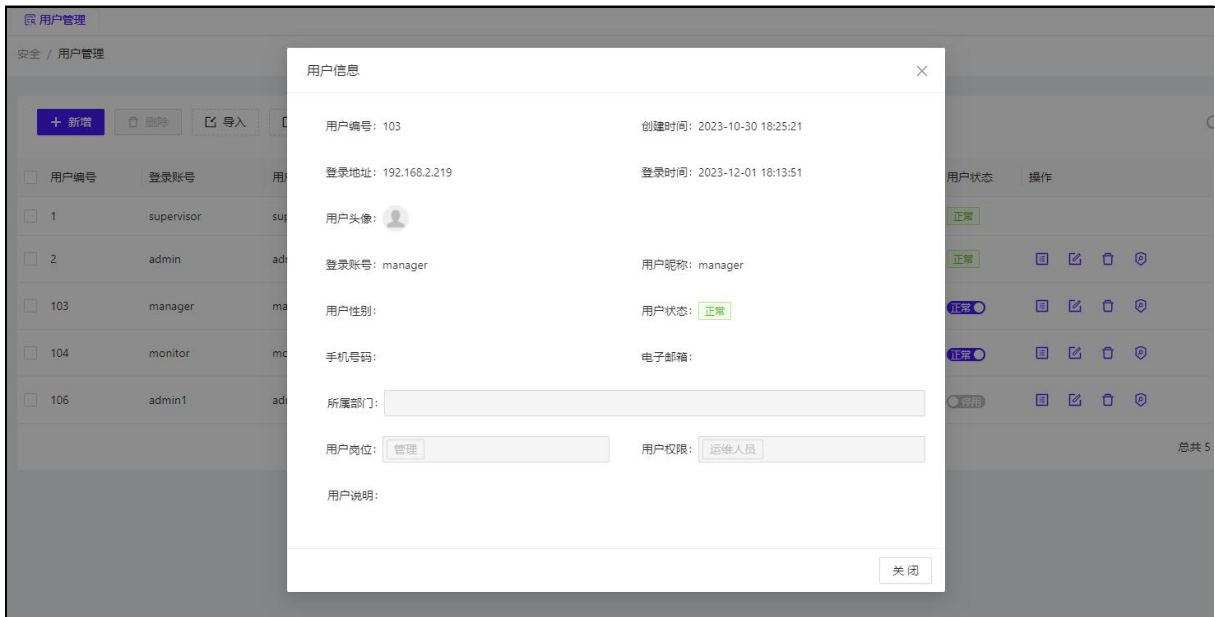 用户管理
安全 / 用户管理
用户信息
新增 删除 导入
用户编号: 103 创建时间: 2023-10-30 18:25:21
登录地址: 192.168.2.219 登录时间: 2023-12-01 18:13:51
用户编号 登录账号 用户状态 操作
1 supervisor sup 正常
用户头像:
2 admin adm 正常
登录账号: manager 用户昵称: manager
103 manager ma 正常
用户性别: 用户状态: 正常
104 monitor mo 正常
手机号码: 电子邮箱:
106 admin1 adm 停用
所属部门:
用户岗位: 管理 用户权限: 运维人员
总共 5
用户说明:
关闭